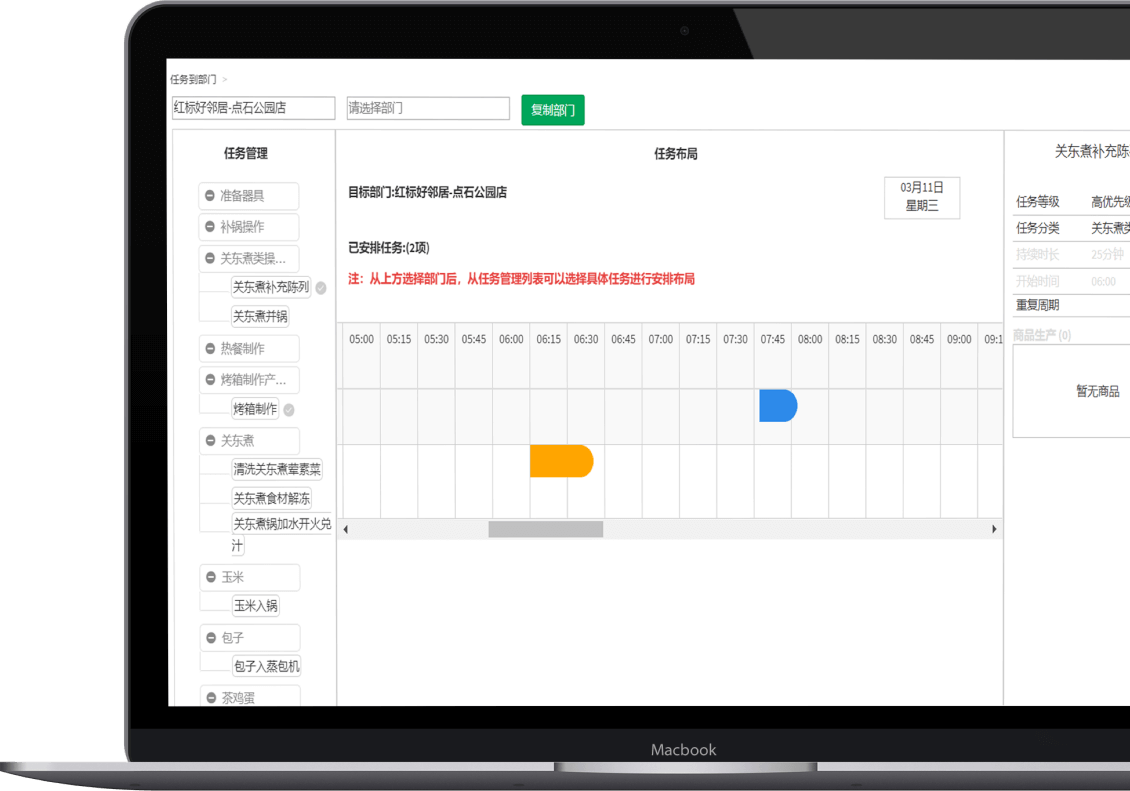 任务到部门 >
红标好邻居-点石公园店
请选择部门
复制部门
任务管理
准备器具
补锅操作
关东煮类操...
关东煮补充陈列
关东煮并锅
热餐制作
烤箱制作产...
烤箱制作
关东煮
清洗关东煮荤素菜
关东煮食材解冻
关东煮锅加水开火兑
汁
玉米
玉米入锅
包子
包子入蒸包机
茶鸡蛋
任务布局
目标部门:红标好邻居-点石公园店
03月11日
星期三
已安排任务:(2项)
注：从上方选择部门后，从任务管理列表可以选择具体任务进行安排布局
05:00 05:15 05:30 05:45 06:00 06:15 06:30 06:45 07:00 07:15 07:30 07:45 08:00 08:15 08:30 08:45 09:00 09:1
关东煮补充陈
任务等级 高优先级
任务分类 关东煮类
持续时长 25分钟
开始时间 06:00
重复周期
商品生产 (0)
暂无商品
Macbook